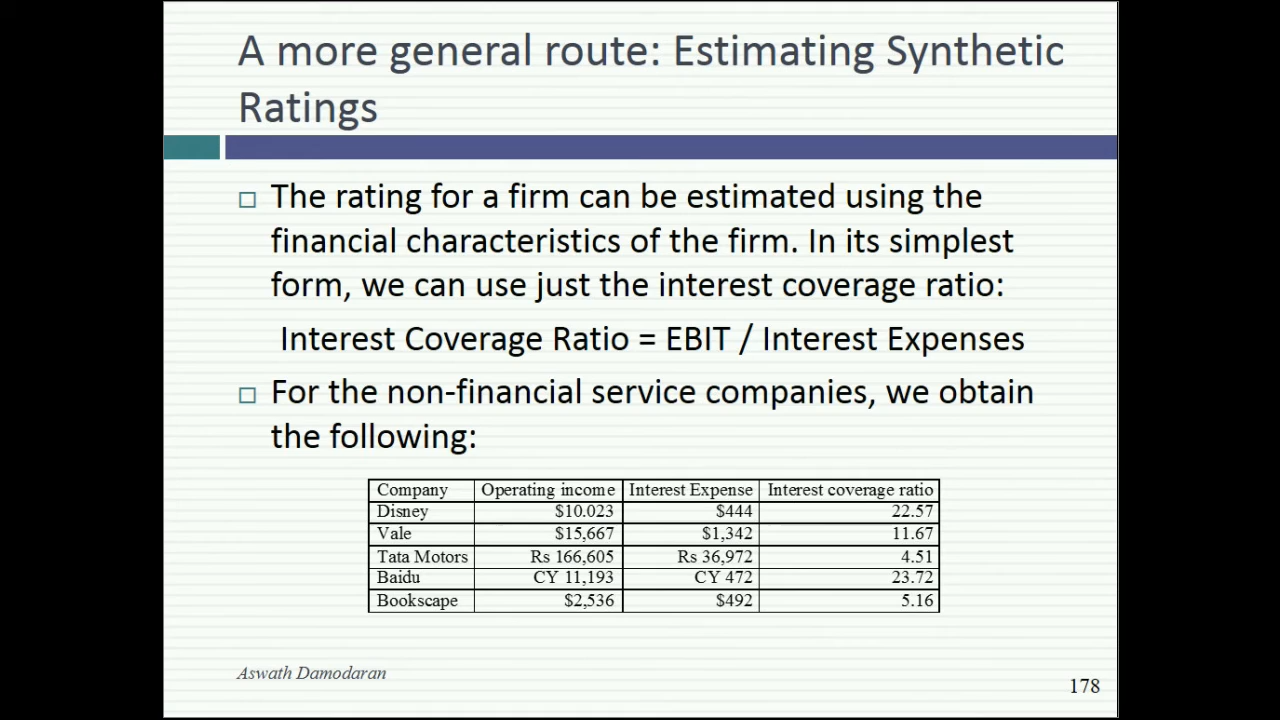 A more general route: Estimating Synthetic
Ratings
The rating for a firm can be estimated using the
financial characteristics of the firm. In its simplest
form, we can use just the interest coverage ratio:
Interest Coverage Ratio = EBIT / Interest Expenses
For the non-financial service companies, we obtain
the following:
Company Operating income Interest Expense Interest coverage ratio
Disney $10.023 $444 22.57
Vale $15,667 $1,342 11.67
Tata Motors Rs 166,605 Rs 36,972 4.51
Baidu CY 11,193 CY 472 23.72
Bookscape $2,536 $492 5.16
Aswath Damodaran
178